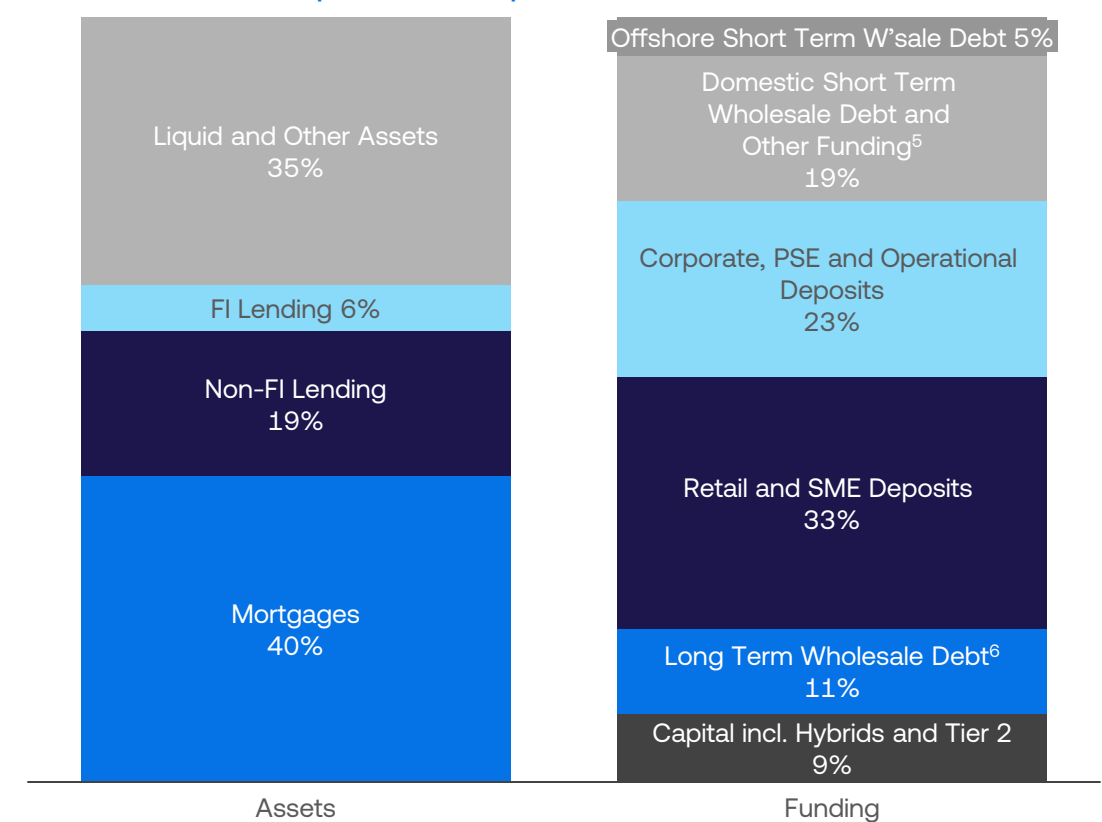 Liquid and Other Assets
35%
FI Lending 6%
Non-FI Lending
19%
Mortgages
40%
Assets
Offshore Short Term W'sale Debt 5%
Domestic Short Term
Wholesale Debt and
Other Funding⁵
19%
Corporate, PSE and Operational
Deposits
23%
Retail and SME Deposits
33%
Long Term Wholesale Debt⁶
11%
Capital incl. Hybrids and Tier 2
9%
Funding